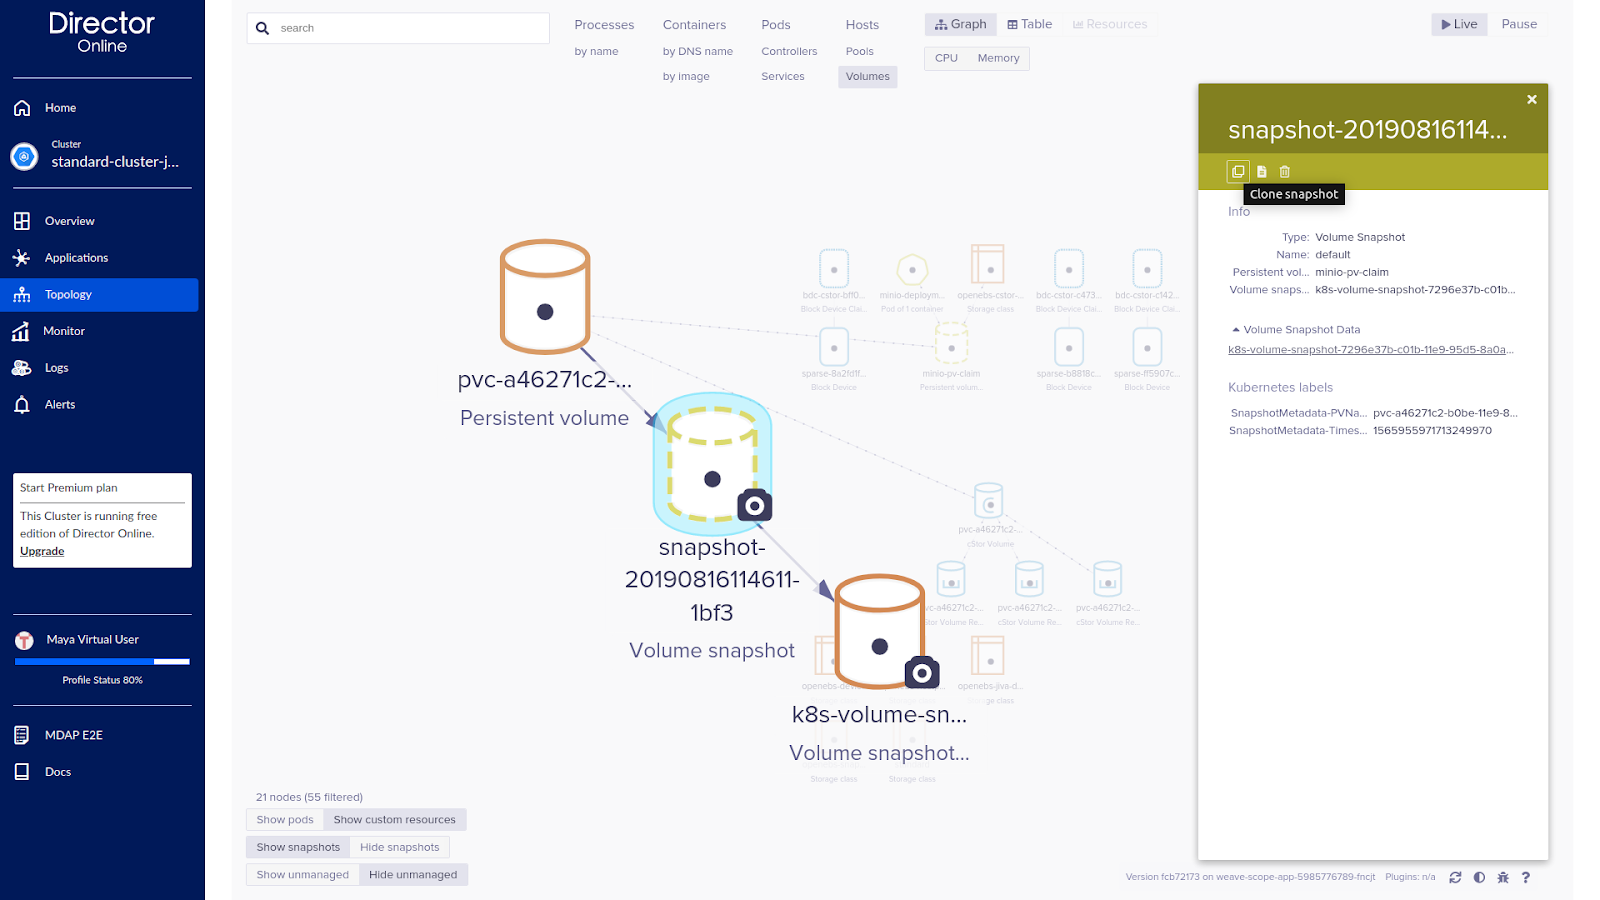 Director
Online
Home
Cluster
standard-cluster-j...
Overview
Applications
Topology
Monitor
Logs
Alerts
Start Premium plan
This Cluster is running free
edition of Director Online.
Upgrade
Maya Virtual User
Profile Status 80%
MDAP E2E
Docs
search
Processes
by name
Containers
by DNS name
by image
Pods
Controllers
Services
Hosts
Pools
Volumes
Graph
Table
Resources
CPU
Memory
Live
Pause
bdc-cstor-bff0...
Block Device Clai...
minio-deploym...
Pod of 1 container
openebs-cstor-...
Storage class
bdc-cstor-c473...
Block Device Clai...
bdc-cstor-c142...
Block Device Clai...
sparse-8a2fd1f...
Block Device
minio-pv-claim
Persistent volum...
sparse-b8818c...
Block Device
sparse-ff5907c...
Block Device
pvc-a46271c2-...
Persistent volume
snapshot-
20190816114611-
1bf3
Volume snapshot
k8s-volume-sn...
Volume snapshot...
pvc-a46271c2-...
cStor Volume
pvc-a46271c2-...
cStor Volume Re...
pvc-a46271c2-...
cStor Volume Re...
pvc-a46271c2-...
cStor Volume Re...
openebs-jiva-d...
Storage class
Storage class
Storage class
21 nodes (55 filtered)
Show pods
Show custom resources
Show snapshots
Hide snapshots
Show unmanaged
Hide unmanaged
snapshot-20190816114...
Clone snapshot
Info
Type: Volume Snapshot
Name: default
Persistent vol... minio-pv-claim
Volume snaps... k8s-volume-snapshot-7296e37b-c01b...
Volume Snapshot Data
k8s-volume-snapshot-7296e37b-c01b-11e9-95d5-8a0a...
Kubernetes labels
SnapshotMetadata-PVNa... pvc-a46271c2-b0be-11e9-8...
SnapshotMetadata-Times... 1565955971713249970
Version fcb72173 on weave-scope-app-5985776789-fncjt
Plugins: n/a